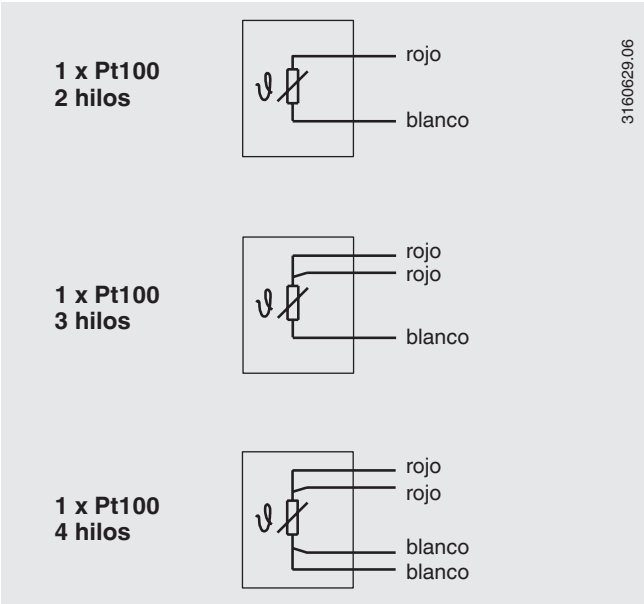 1 x Pt100
2 hilos
ϑ
rojo
blanco
3160629.06
1 x Pt100
3 hilos
ϑ
rojo
rojo
blanco
1 x Pt100
4 hilos
ϑ
rojo
rojo
blanco
blanco